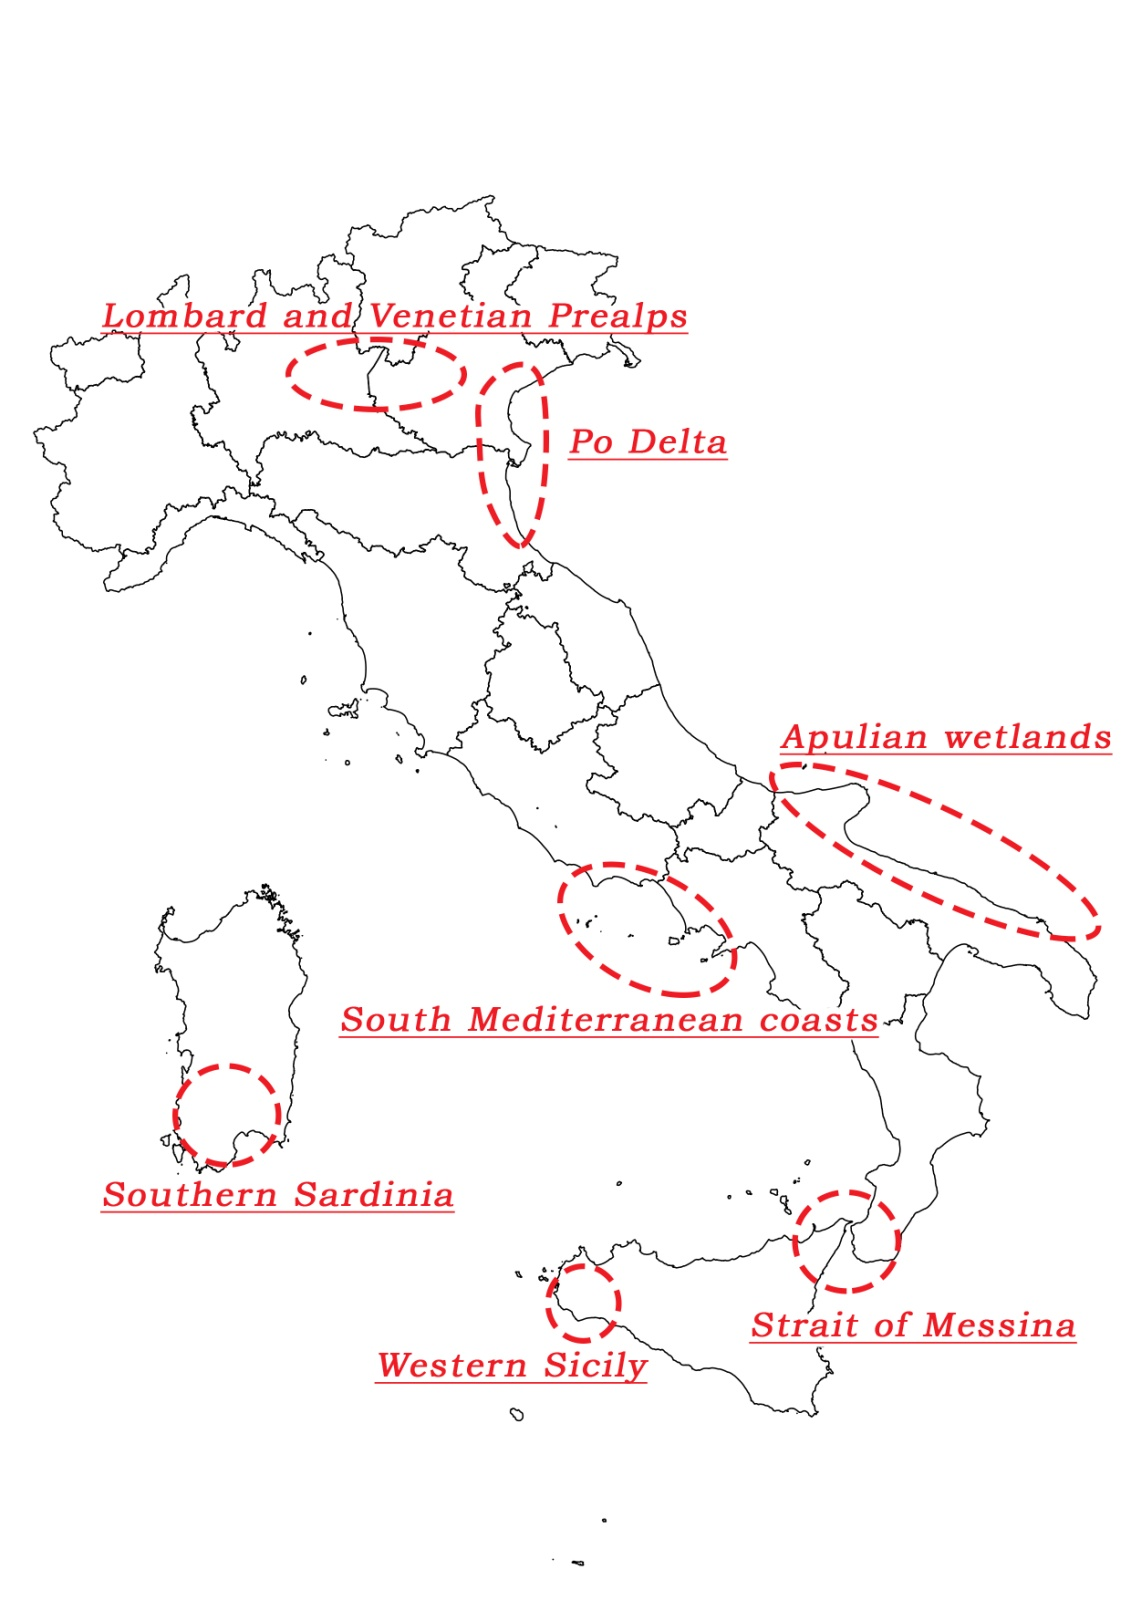 Lombard and Venetian Prealps
Po Delta
Apulian wetlands
South Mediterranean coasts
Southern Sardinia
Strait of Messina
Western Sicily